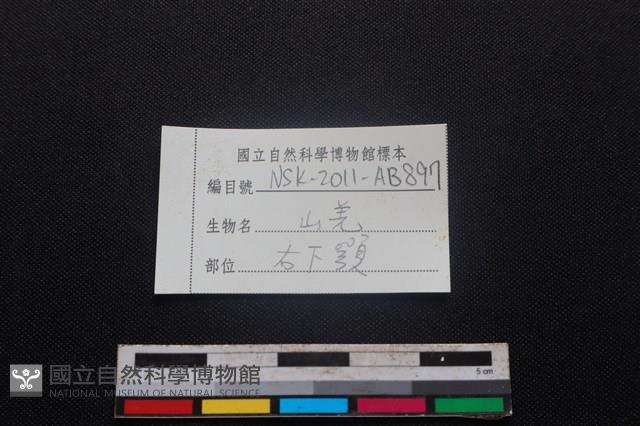 國立自然科學博物館標本
編目號 NSK-2011-AB897
生物名 山羌
部位 右下顎
5 cm
國立自然科學博物館
NATIONAL MUSEUM OF NATURAL SCIENCE